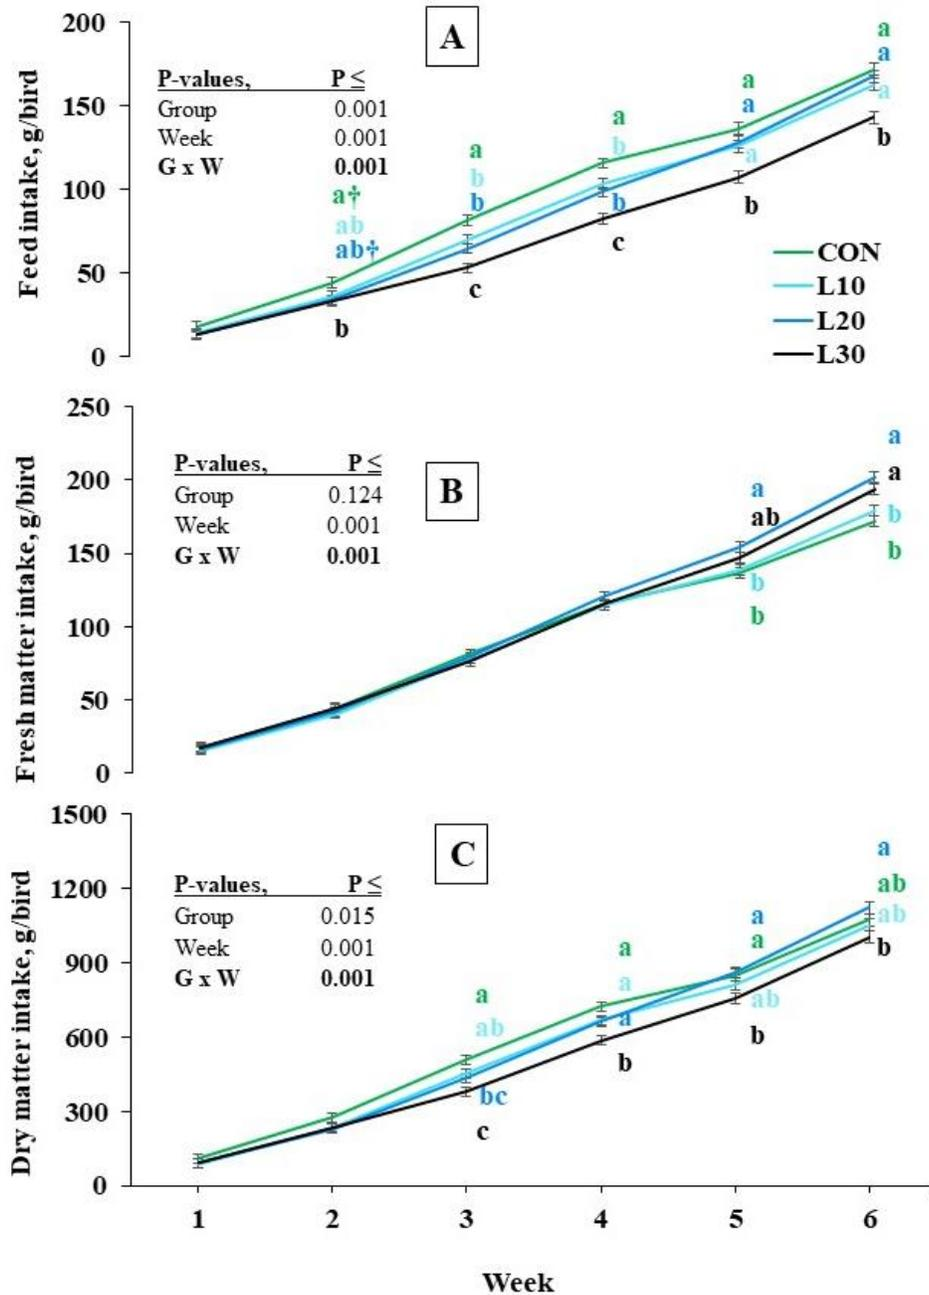 A
200
150
100
50
0
Feed intake, g/bird
P-values, P ≤
Group 0.001
Week 0.001
G x W 0.001
a†
ab
ab†
b
a
b
b
c
a
b
b
c
a
a
a
b
a
a
a
b
CON
L10
L20
L30
B
250
200
150
100
50
0
Fresh matter intake, g/bird
P-values, P ≤
Group 0.124
Week 0.001
G x W 0.001
a
ab
b
b
a
a
b
b
C
1500
1200
900
600
300
0
Dry matter intake, g/bird
P-values, P ≤
Group 0.015
Week 0.001
G x W 0.001
a
ab
bc
c
a
a
a
b
a
a
ab
b
a
ab
ab
b
1 2 3 4 5 6
Week